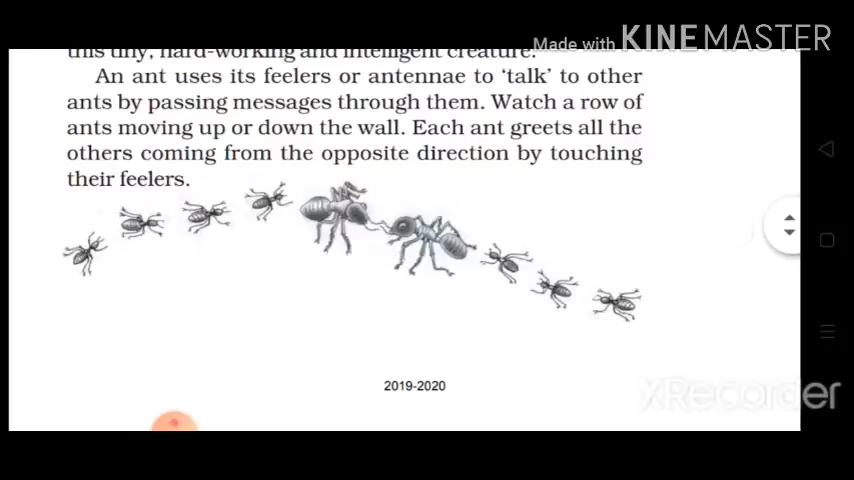 Made with KINEMASTER
this tiny, hard-working and intelligent creature.
An ant uses its feelers or antennae to ‘talk’ to other
ants by passing messages through them. Watch a row of
ants moving up or down the wall. Each ant greets all the
others coming from the opposite direction by touching
their feelers.
2019-2020
XRecorder